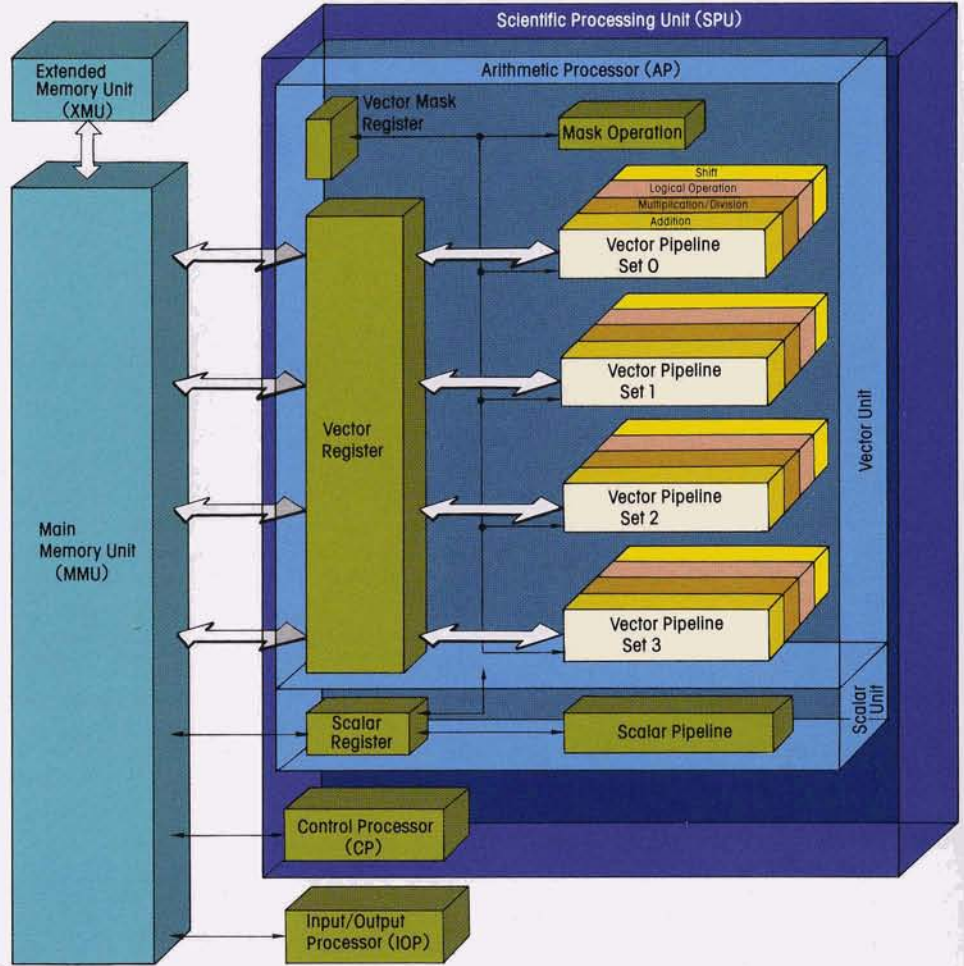 Scientific Processing Unit (SPU)
Extended
Memory Unit
(XMU)
Arithmetic Processor (AP)
Vector Mask
Register
Mask Operation
Shift
Logical Operation
Multiplication/Division
Addition
Vector Pipeline
Set 0
Vector Pipeline
Set 1
Vector Unit
Vector
Register
Vector Pipeline
Set 2
Main
Memory Unit
(MMU)
Vector Pipeline
Set 3
Scalar
Unit
Scalar
Register
Scalar Pipeline
Control Processor
(CP)
Input/Output
Processor (IOP)